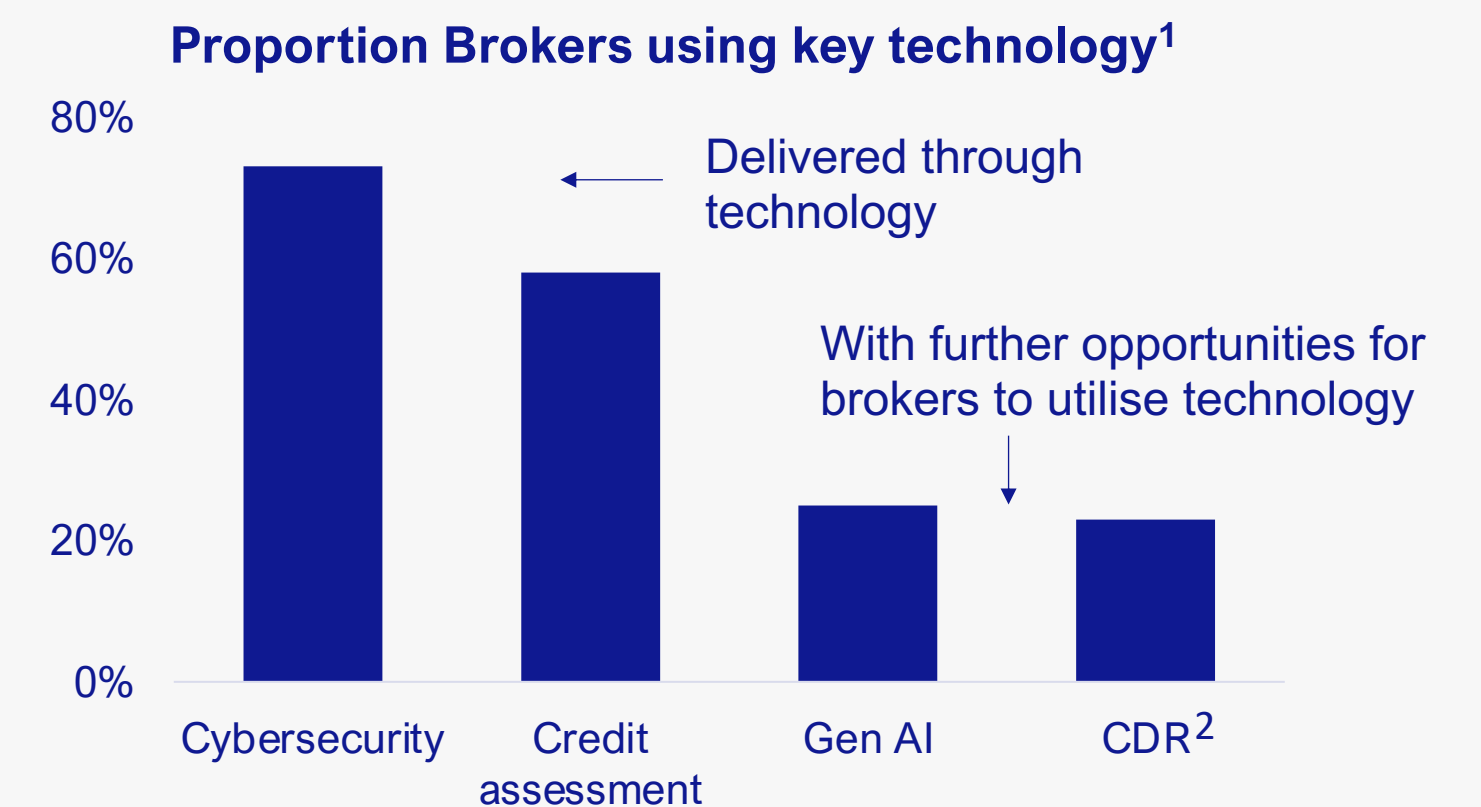 Proportion Brokers using key technology¹
80%
Delivered through
technology
60%
With further opportunities for
brokers to utilise technology
40%
20%
0%
Cybersecurity
Credit
assessment
Gen AI
CDR²